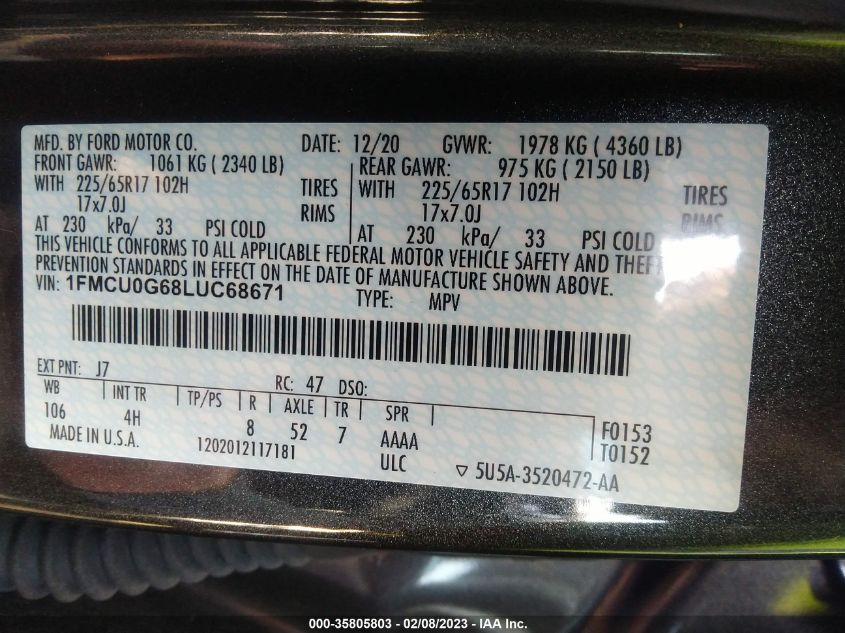 MFD. BY FORD MOTOR CO. DATE: 12/20 GVWR: 1978 KG ( 4360 LB)
FRONT GAWR: 1061 KG ( 2340 LB) REAR GAWR: 975 KG ( 2150 LB)
WITH 225/65R17 102H TIRES WITH 225/65R17 102H TIRES
17x7.0J RIMS 17x7.0J RIMS
AT 230 kPa/ 33 PSI COLD AT 230 kPa/ 33 PSI COLD
THIS VEHICLE CONFORMS TO ALL APPLICABLE FEDERAL MOTOR VEHICLE SAFETY AND THEFT
PREVENTION STANDARDS IN EFFECT ON THE DATE OF MANUFACTURE SHOWN ABOVE.
VIN: 1FMCU0G68LUC68671 TYPE: MPV
EXT PNT: J7 RC: 47 DSO:
WB INT TR TP/PS R AXLE TR SPR
106 4H 8 52 7 AAAA F0153
MADE IN U.S.A. 1202012117181 ULC T0152
▽ 5U5A-3520472-AA
000-35805803 - 02/08/2023 - IAA Inc.